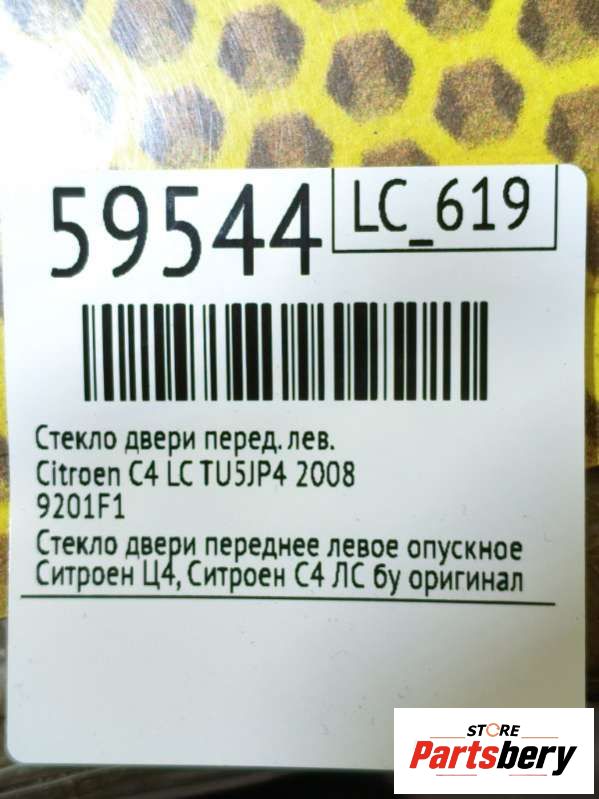 59544
LC_619
Стекло двери перед. лев.
Citroen C4 LC TU5JP4 2008
9201F1
Стекло двери переднее левое опускное
Ситроен Ц4, Ситроен С4 ЛС бу оригинал
STORE
Partsbery